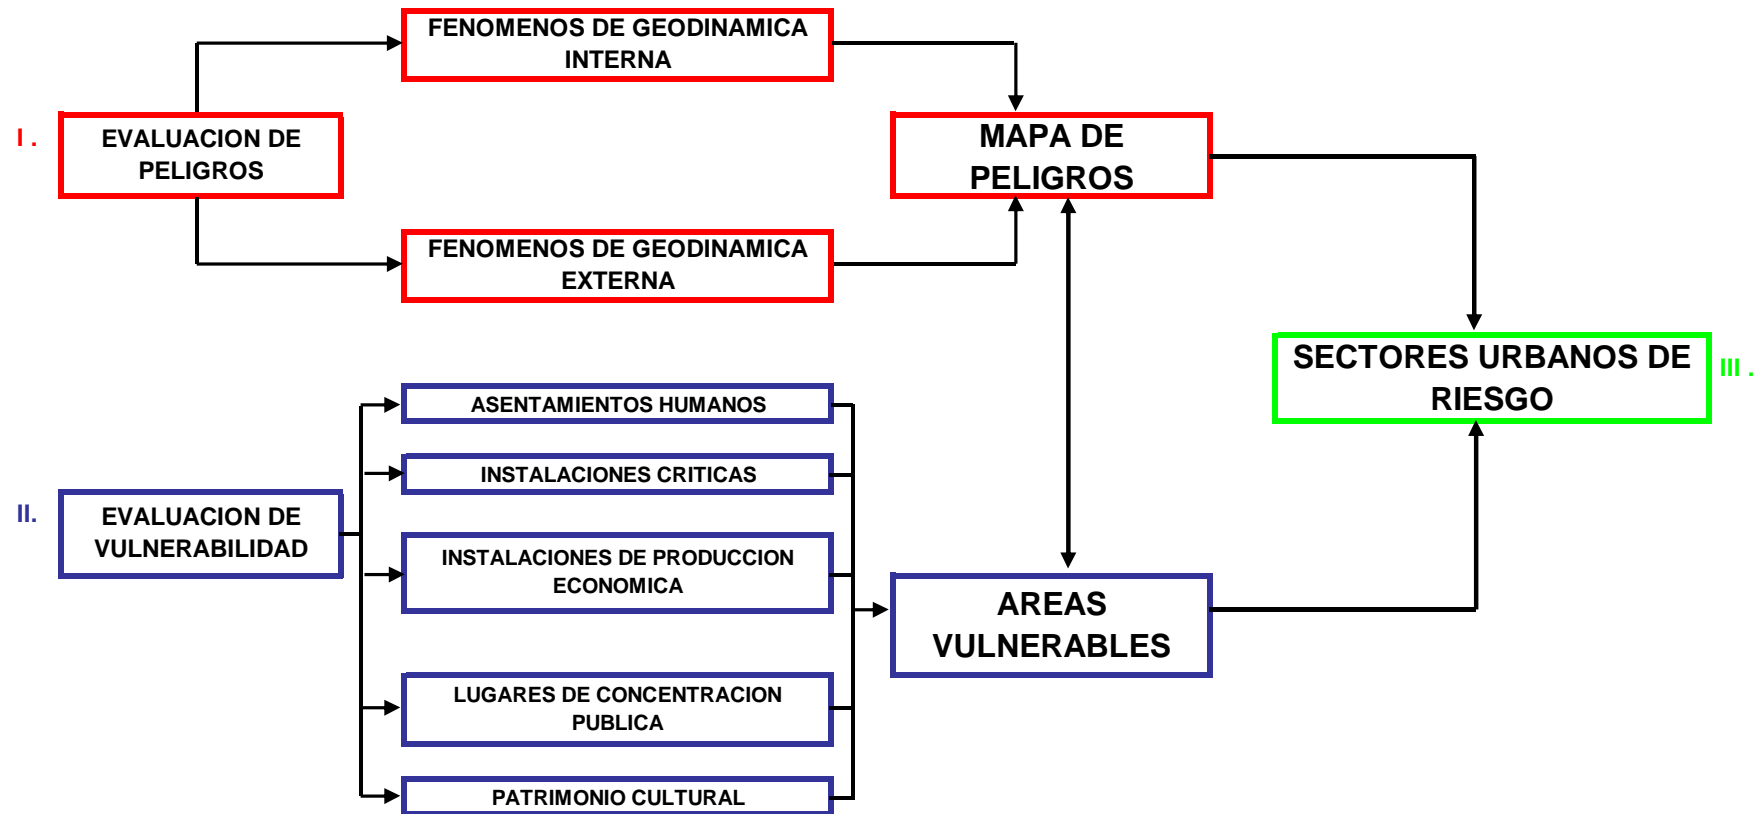 FENOMENOS DE GEODINAMICA
INTERNA
I .
EVALUACION DE
PELIGROS
MAPA DE
PELIGROS
FENOMENOS DE GEODINAMICA
EXTERNA
SECTORES URBANOS DE
RIESGO
III .
ASENTAMIENTOS HUMANOS
INSTALACIONES CRITICAS
II.
EVALUACION DE
VULNERABILIDAD
INSTALACIONES DE PRODUCCION
ECONOMICA
AREAS
VULNERABLES
LUGARES DE CONCENTRACION
PUBLICA
PATRIMONIO CULTURAL